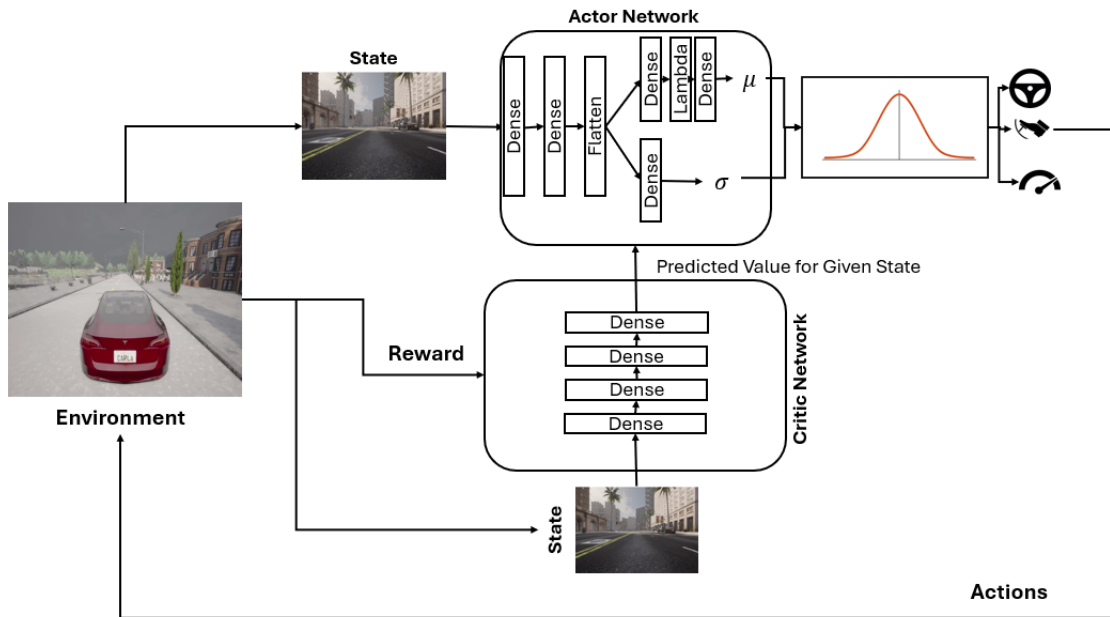 Actor Network
State
Dense
Dense
Flatten
Dense
Lambda
Dense
μ
Dense
σ
Predicted Value for Given State
Dense
Dense
Dense
Dense
Critic Network
Reward
CARLA
Environment
State
Actions